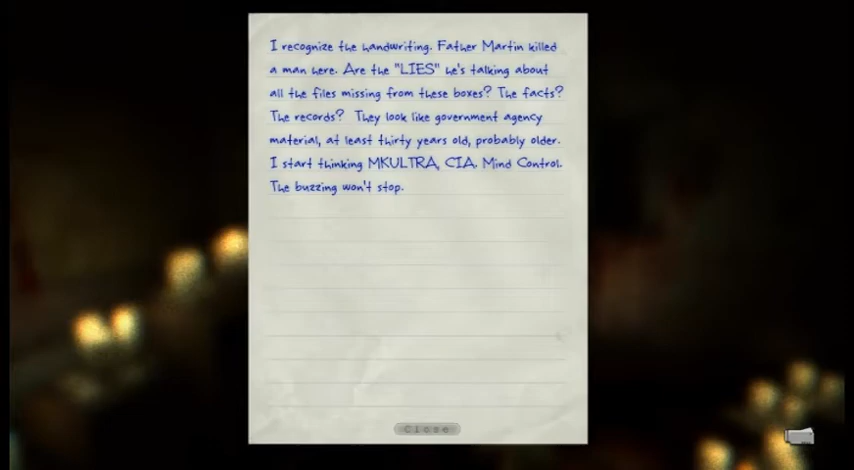 I recognize the handwriting. Father Martin killed
a man here. Are the "LIES" he's talking about
all the files missing from these boxes? The facts?
The records? They look like government agency
material, at least thirty years old, probably older.
I start thinking MKULTRA, CIA. Mind Control.
The buzzing won't stop.
Close